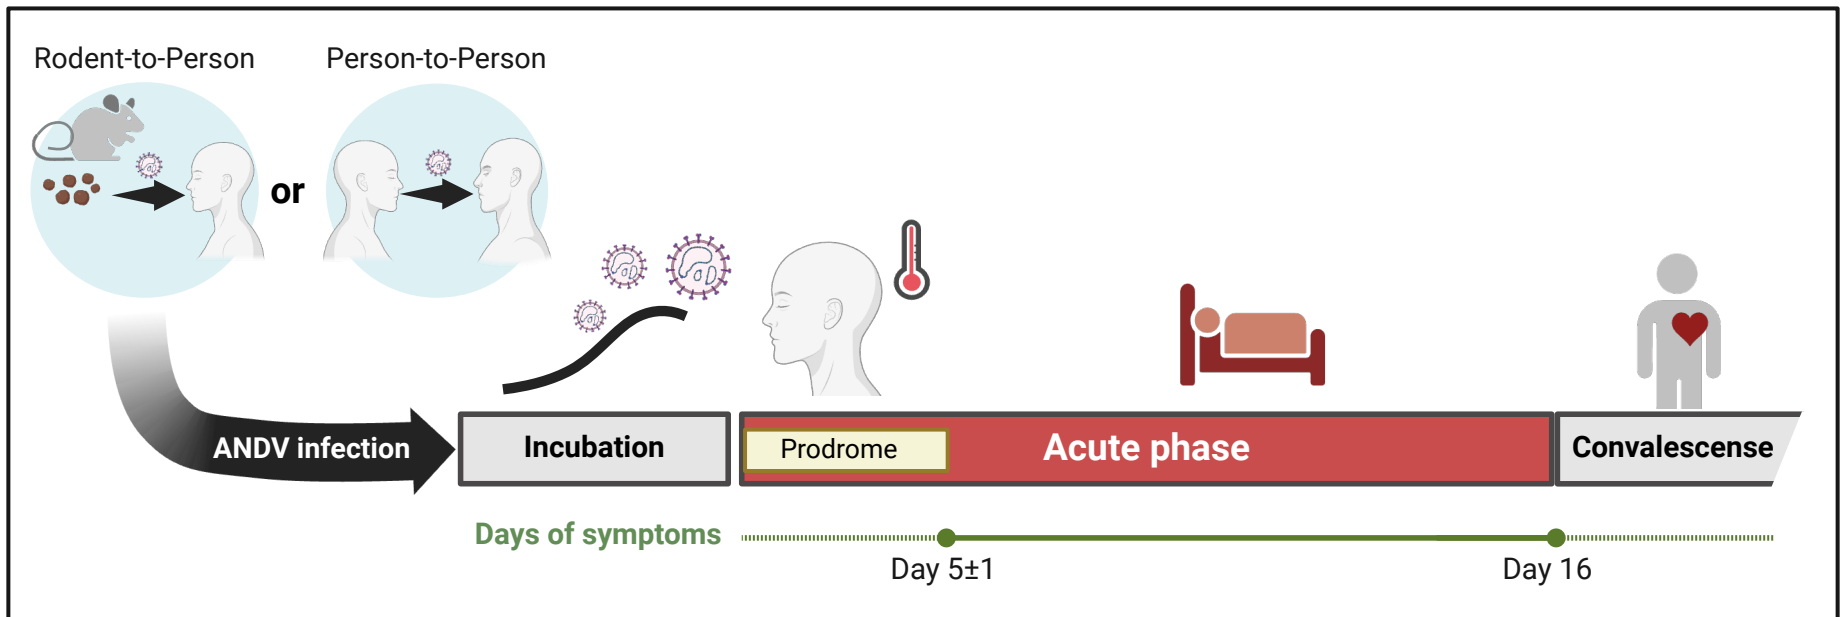 Rodent-to-Person
Person-to-Person
or
ANDV infection
Incubation
Prodrome
Acute phase
Convalescense
Days of symptoms
Day 5±1
Day 16